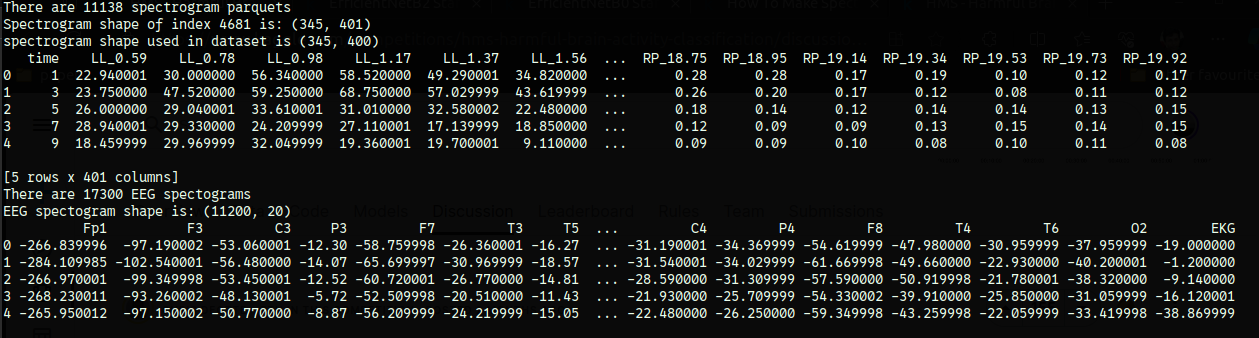 There are 11138 spectrogram parquets
Spectrogram shape of index 4681 is: (345, 401)
spectrogram shape used in dataset is (345, 400)
time LL_0.59 LL_0.78 LL_0.98 LL_1.17 LL_1.37 LL_1.56 ... RP_18.75 RP_18.95 RP_19.14 RP_19.34 RP_19.53 RP_19.73 RP_19.92
0 1 22.940001 30.000000 56.340000 58.520000 49.290001 34.820000 ... 0.28 0.28 0.17 0.19 0.10 0.12 0.17
1 3 23.750000 47.520000 59.250000 68.750000 57.029999 43.619999 ... 0.26 0.20 0.17 0.12 0.08 0.11 0.12
2 5 26.000000 29.040001 33.610001 31.010000 32.580002 22.480000 ... 0.18 0.14 0.12 0.14 0.14 0.13 0.15
3 7 28.940001 29.330000 24.209999 27.110001 17.139999 18.850000 ... 0.12 0.09 0.09 0.13 0.15 0.14 0.15
4 9 18.459999 29.969999 32.049999 19.360001 19.700001 9.110000 ... 0.09 0.09 0.10 0.08 0.10 0.11 0.08
[5 rows x 401 columns]
There are 17300 EEG spectograms
EEG spectogram shape is: (11200, 20)
Code Models Discussion Leaderboard Rules Team Submissions
Fp1 F3 C3 P3 F7 T3 T5 ... C4 P4 F8 T4 T6 O2 EKG
0 -266.839996 -97.190002 -53.060001 -12.30 -58.759998 -26.360001 -16.27 ... -31.190001 -34.369999 -54.619999 -47.980000 -30.959999 -37.959999 -19.000000
1 -284.109985 -102.540001 -56.480000 -14.07 -65.699997 -30.969999 -18.57 ... -31.540001 -34.029999 -61.669998 -49.660000 -22.930000 -40.200001 -1.200000
2 -266.970001 -99.349998 -53.450001 -12.52 -60.720001 -26.770000 -14.81 ... -28.590000 -31.309999 -57.590000 -50.919998 -21.780001 -38.320000 -9.140000
3 -268.230011 -93.260002 -48.130001 -5.72 -52.509998 -20.510000 -11.43 ... -21.930000 -25.709999 -54.330002 -39.910000 -25.850000 -31.059999 -16.120001
4 -265.950012 -97.150002 -50.770000 -8.87 -56.209999 -24.219999 -15.05 ... -22.480000 -26.250000 -59.349998 -43.259998 -22.059999 -33.419998 -38.869999